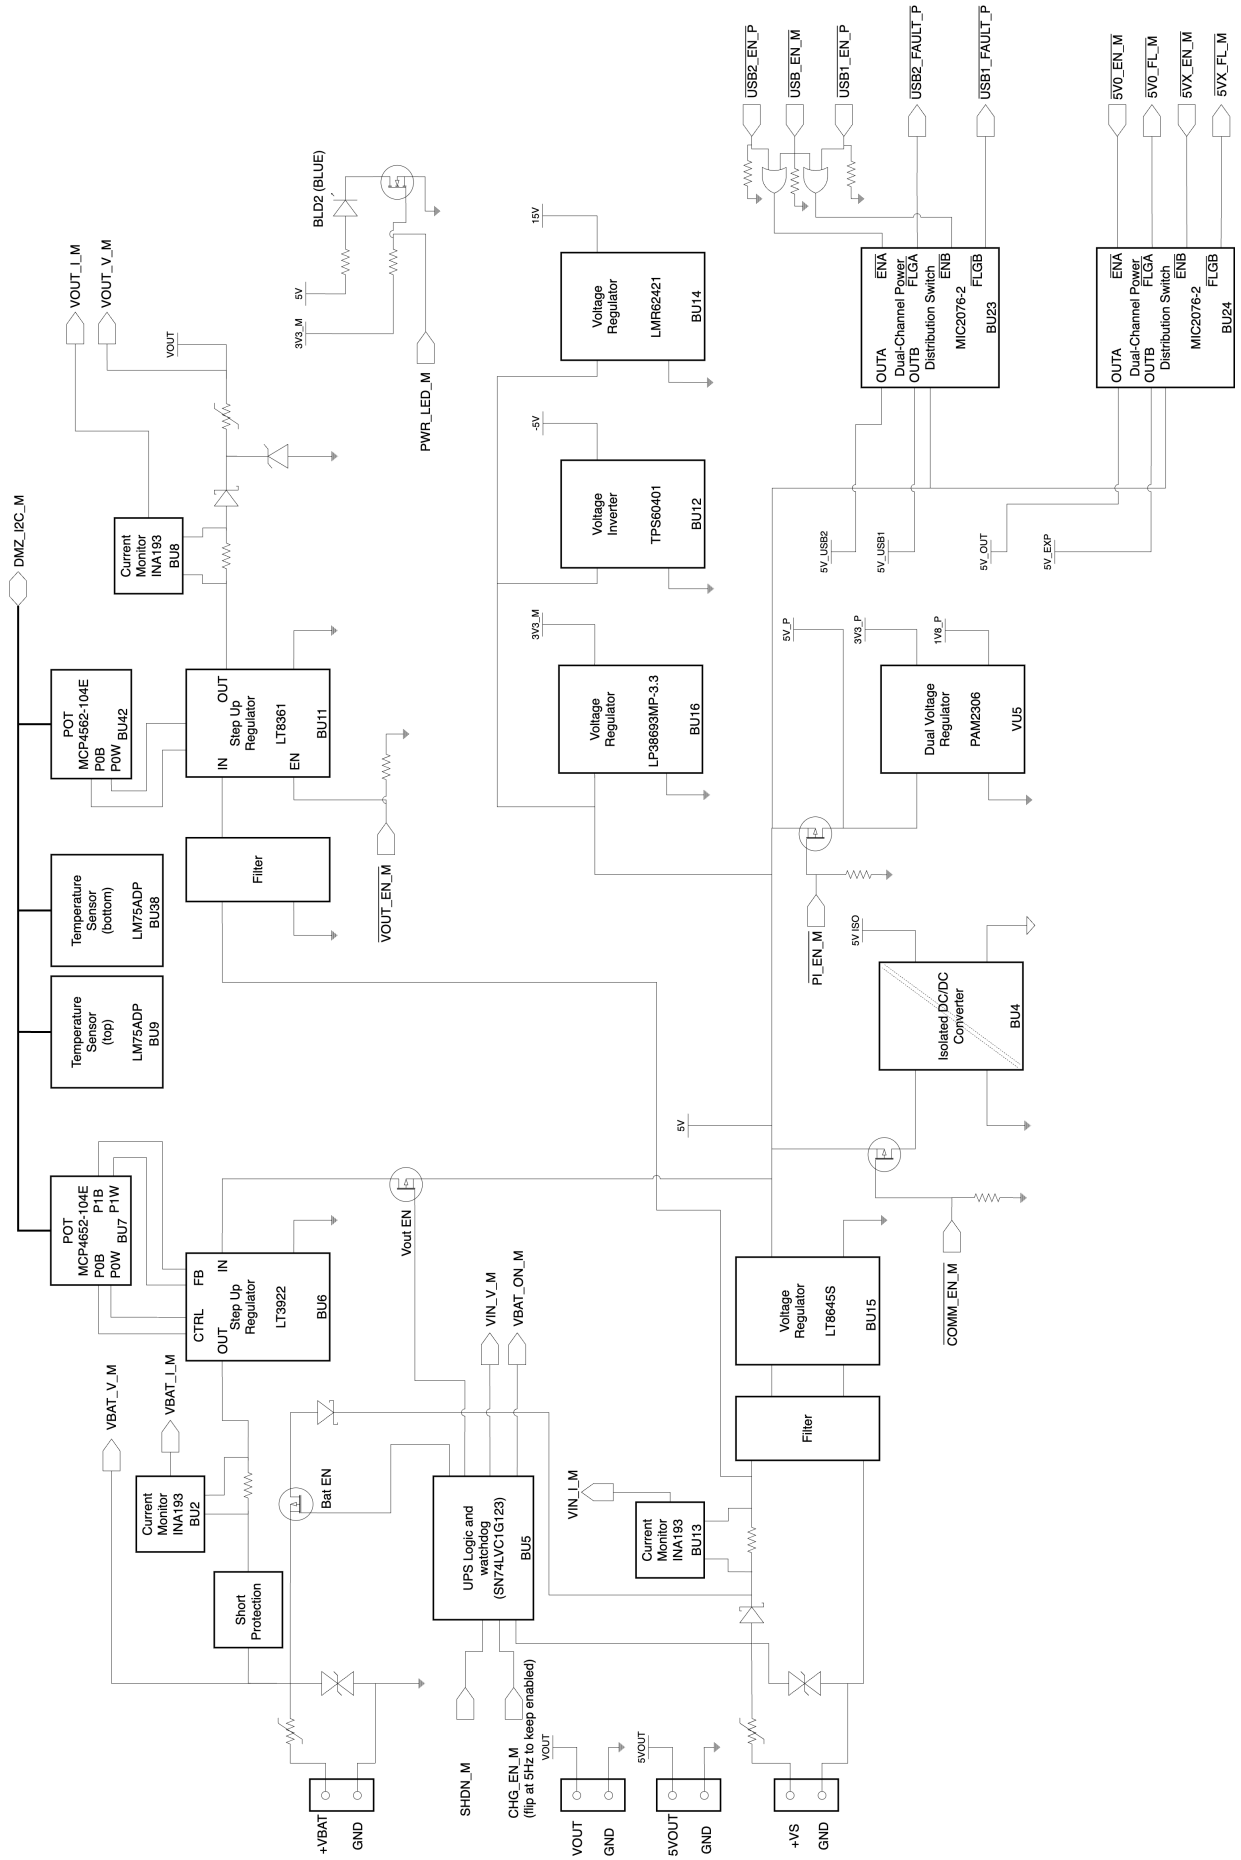 DMZ_I2C_M
POT
MCP4652-104E
P0B P1B
P0W P1W
BU7
Temperature
Sensor
(top)
LM75ADP
BU9
Temperature
Sensor
(bottom)
LM75ADP
BU38
POT
MCP4562-104E
P0B
P0W
BU42
VOUT_I_M
VOUT_V_M
VBAT_V_M
VBAT_I_M
Current
Monitor
INA193
BU2
Current
Monitor
INA193
BU8
VOUT
CTRL FB
OUT
Step Up
Regulator
IN
LT3922
BU6
Filter
IN
Step Up
Regulator
OUT
LT8361
EN
BU11
Short
Protection
+VBAT
GND
Bat EN
Vout EN
VOUT_EN_M
5V
3V3_M
BLD2 (BLUE)
PWR_LED_M
SHDN_M
CHG_EN_M
(flip at 5Hz to keep enabled)
UPS Logic and
watchdog
(SN74LVC1G123)
BU5
VIN_V_M
VBAT_ON_M
VOUT
VOUT
GND
5VOUT
5VOUT
GND
3V3_M
Voltage
Regulator
LP38693MP-3.3
BU16
-5V
Voltage
Inverter
TPS60401
BU12
15V
Voltage
Regulator
LMR62421
BU14
VIN_I_M
Current
Monitor
INA193
BU13
5V
+VS
GND
Filter
Voltage
Regulator
LT8645S
BU15
COMM_EN_M
5V ISO
Isolated DC/DC
Converter
BU4
PI_EN_M
5V_P
3V3_P
1V8_P
Dual Voltage
Regulator
PAM2306
VU5
5V_USB2
5V_USB1
5V_OUT
5V_EXP
OUTA
OUTB
Dual-Channel Power
Distribution Switch
MIC2076-2
BU23
ENA
FLGA
ENB
FLGB
USB2_EN_P
USB_EN_M
USB1_EN_P
USB2_FAULT_P
USB1_FAULT_P
OUTA
OUTB
Dual-Channel Power
Distribution Switch
MIC2076-2
BU24
ENA
FLGA
ENB
FLGB
5V0_EN_M
5V0_FL_M
5VX_EN_M
5VX_FL_M